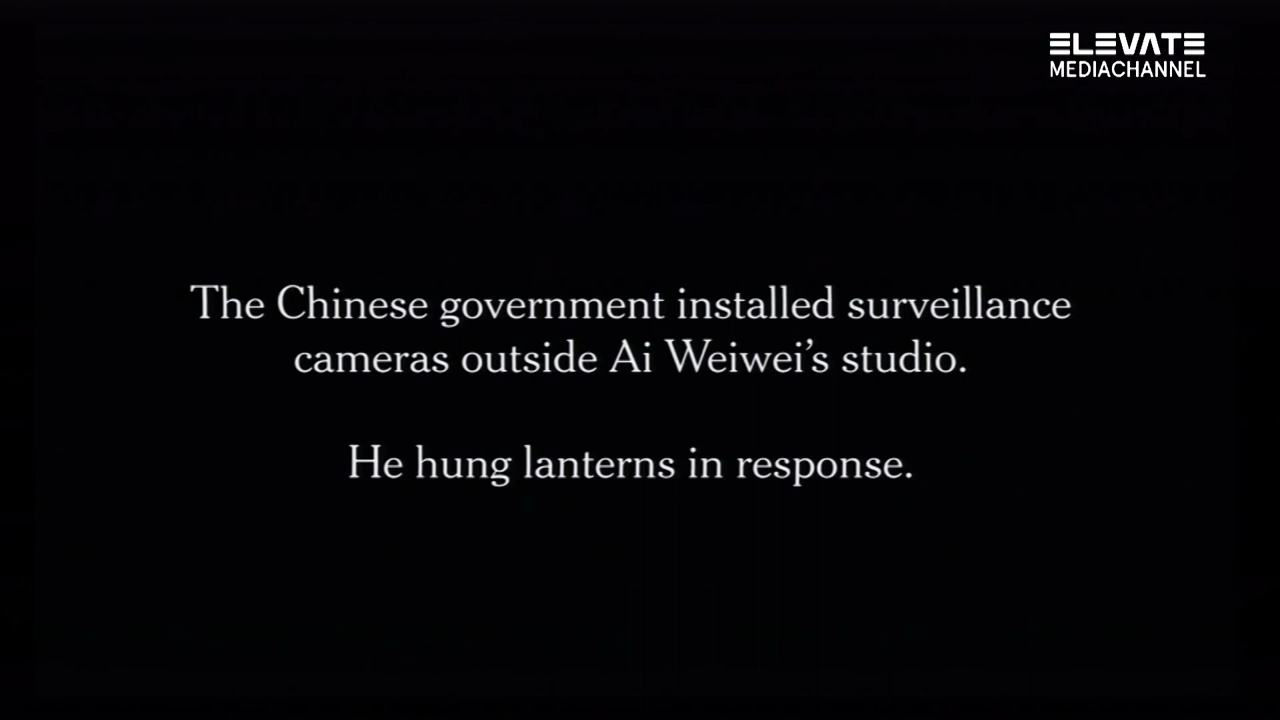 ELEVATE
MEDIACHANNEL
The Chinese government installed surveillance
cameras outside Ai Weiwei’s studio.
He hung lanterns in response.